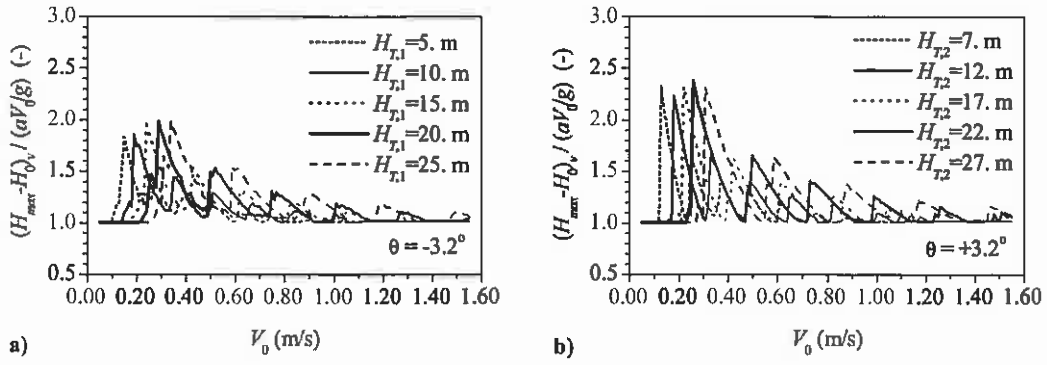 3.0
2.5
2.0
1.5
1.0
0.5
(H_max-H_0)_v / (aV_0/g) (-)
H_T,1=5. m
H_T,1=10. m
H_T,1=15. m
H_T,1=20. m
H_T,1=25. m
θ = -3.2°
0.00 0.20 0.40 0.60 0.80 1.00 1.20 1.40 1.60
V_0 (m/s)
a)
3.0
2.5
2.0
1.5
1.0
0.5
(H_max-H_0)_v / (aV_0/g) (-)
H_T,2=7. m
H_T,2=12. m
H_T,2=17. m
H_T,2=22. m
H_T,2=27. m
θ = +3.2°
0.00 0.20 0.40 0.60 0.80 1.00 1.20 1.40 1.60
V_0 (m/s)
b)